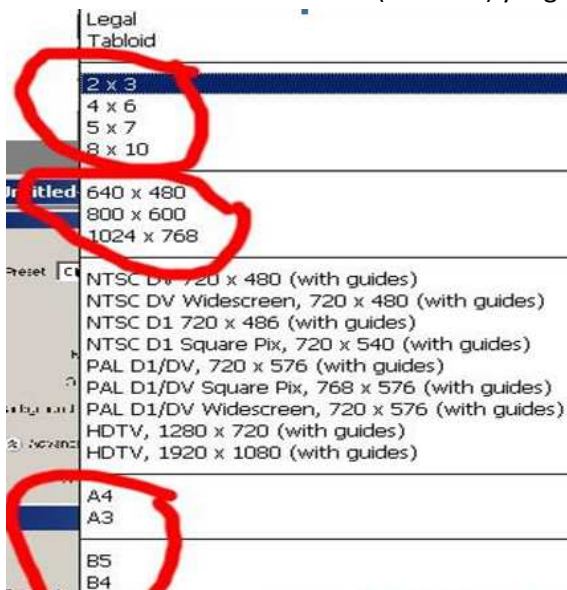 Legal
Tabloid
2 x 3
4 x 6
5 x 7
8 x 10
640 x 480
800 x 600
1024 x 768
Preset
NTSC DV 720 x 480 (with guides)
NTSC DV Widescreen, 720 x 480 (with guides)
NTSC D1 720 x 486 (with guides)
NTSC D1 Square Pix, 720 x 540 (with guides)
PAL D1/DV, 720 x 576 (with guides)
PAL D1/DV Square Pix, 768 x 576 (with guides)
PAL D1/DV Widescreen, 720 x 576 (with guides)
HDTV, 1280 x 720 (with guides)
HDTV, 1920 x 1080 (with guides)
A4
A3
B5
B4